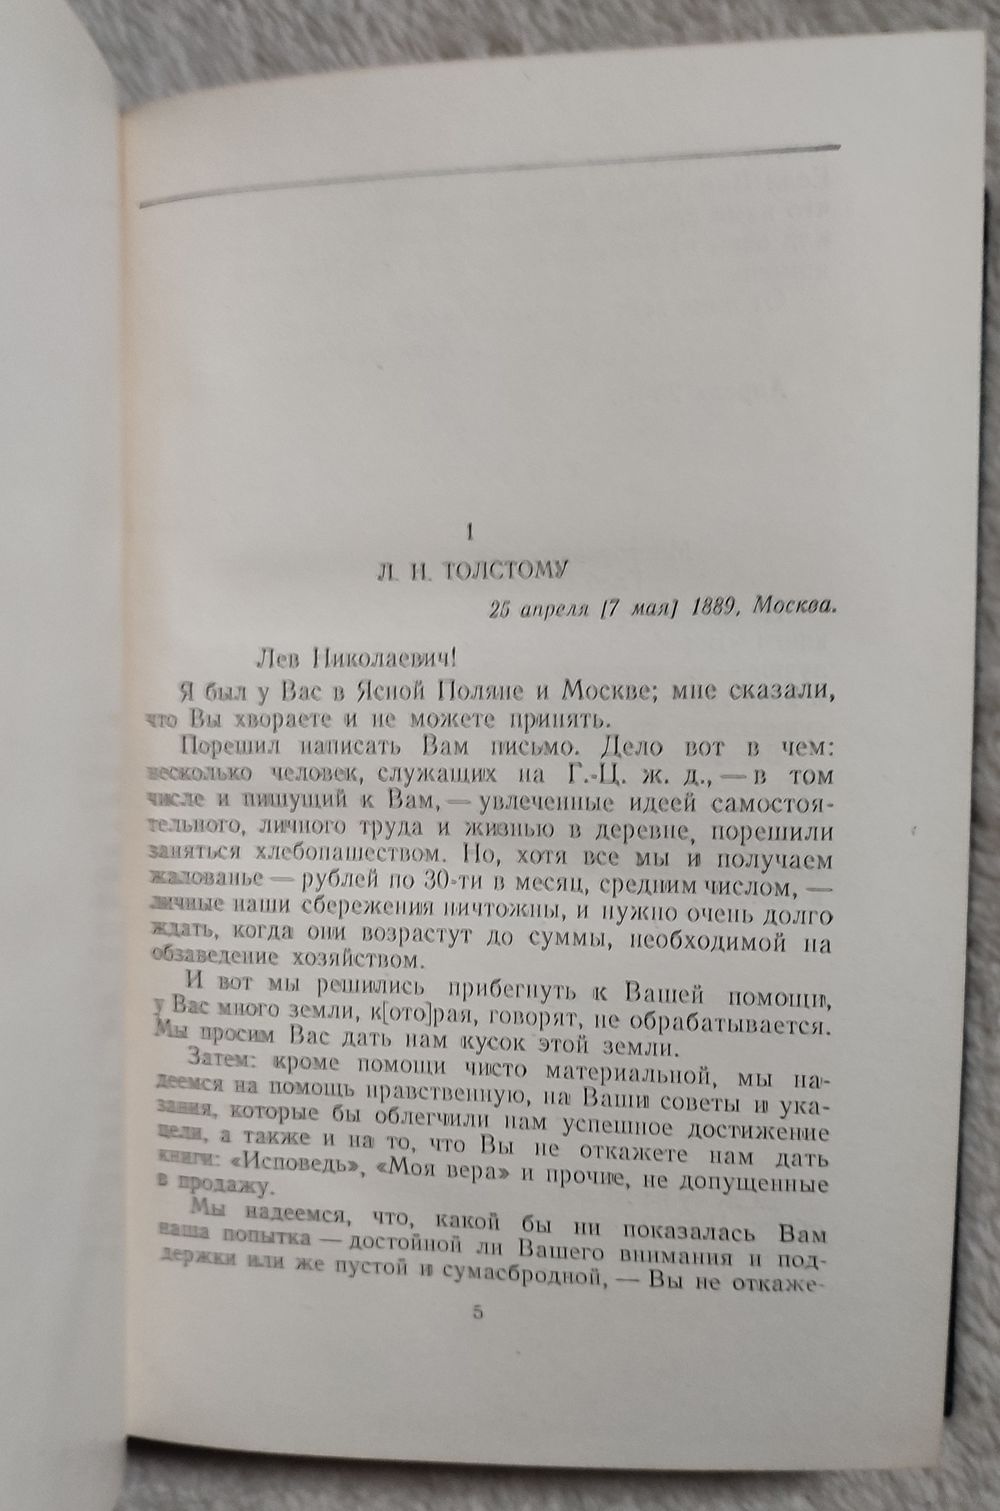 1
Л. Н. ТОЛСТОМУ
25 апреля [7 мая] 1889, Москва.
Лев Николаевич!
Я был у Вас в Ясной Поляне и Москве; мне сказали,
что Вы хвораете и не можете принять.
Порешил написать Вам письмо. Дело вот в чем:
несколько человек, служащих на Г.-Ц. ж. д., — в том
числе и пишущий к Вам, — увлеченные идеей самостоя-
тельного, личного труда и жизнью в деревне, порешили
заняться хлебопашеством. Но, хотя все мы и получаем
жалованье — рублей по 30-ти в месяц, средним числом, —
личные наши сбережения ничтожны, и нужно очень долго
ждать, когда они возрастут до суммы, необходимой на
обзаведение хозяйством.
И вот мы решились прибегнуть к Вашей помощи,
у Вас много земли, к[ото]рая, говорят, не обрабатывается.
Мы просим Вас дать нам кусок этой земли.
Затем: кроме помощи чисто материальной, мы на-
деемся на помощь нравственную, на Ваши советы и ука-
зания, которые бы облегчили нам успешное достижение
цели, а также и на то, что Вы не откажете нам дать
книги: «Исповедь», «Моя вера» и прочие, не допущенные
в продажу.
Мы надеемся, что, какой бы ни показалась Вам
наша попытка — достойной ли Вашего внимания и под-
держки или же пустой и сумасбродной, — Вы не откаже-
5